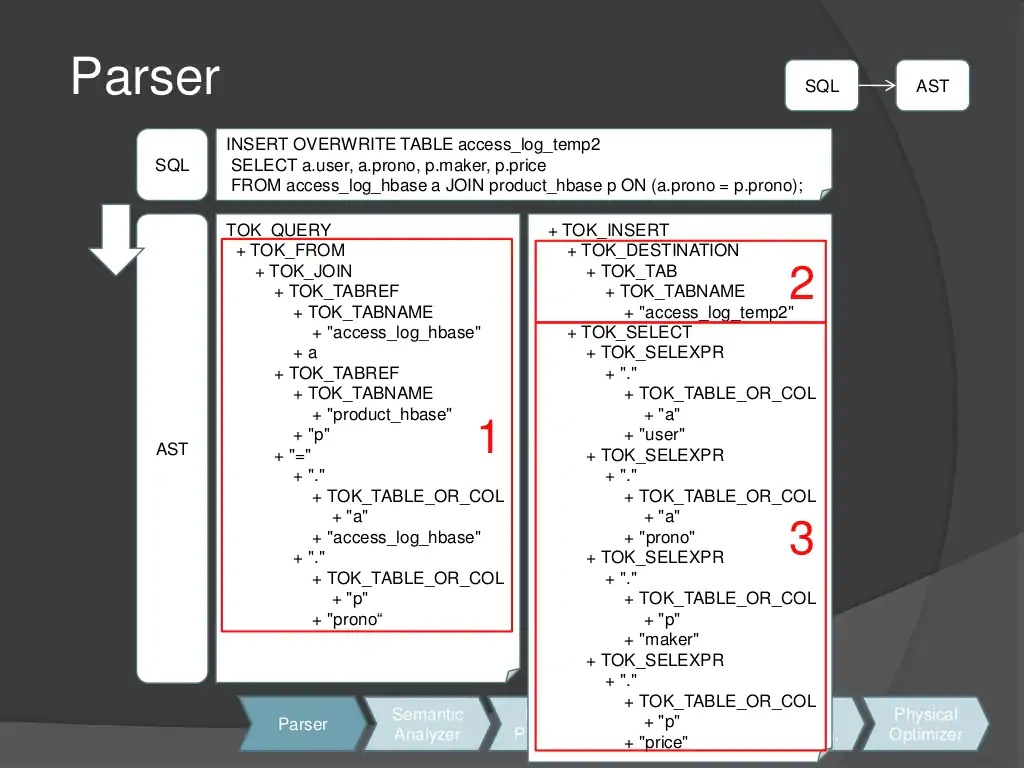 Parser
SQL
AST
SQL
INSERT OVERWRITE TABLE access_log_temp2
SELECT a.user, a.prono, p.maker, p.price
FROM access_log_hbase a JOIN product_hbase p ON (a.prono = p.prono);
AST
TOK_QUERY
+ TOK_FROM
+ TOK_JOIN
+ TOK_TABREF
+ TOK_TABNAME
+ "access_log_hbase"
+ a
+ TOK_TABREF
+ TOK_TABNAME
+ "product_hbase"
+ "p"
+ "="
+ "."
+ TOK_TABLE_OR_COL
+ "a"
+ "access_log_hbase"
+ "."
+ TOK_TABLE_OR_COL
+ "p"
+ "prono“
1
+ TOK_INSERT
+ TOK_DESTINATION
+ TOK_TAB
+ TOK_TABNAME
+ "access_log_temp2"
2
+ TOK_SELECT
+ TOK_SELEXPR
+ "."
+ TOK_TABLE_OR_COL
+ "a"
+ "user"
+ TOK_SELEXPR
+ "."
+ TOK_TABLE_OR_COL
+ "a"
+ "prono"
+ TOK_SELEXPR
+ "."
+ TOK_TABLE_OR_COL
+ "p"
+ "maker"
+ TOK_SELEXPR
+ "."
+ TOK_TABLE_OR_COL
+ "p"
+ "price"
3
Parser
Semantic
Analyzer
Physical
Optimizer